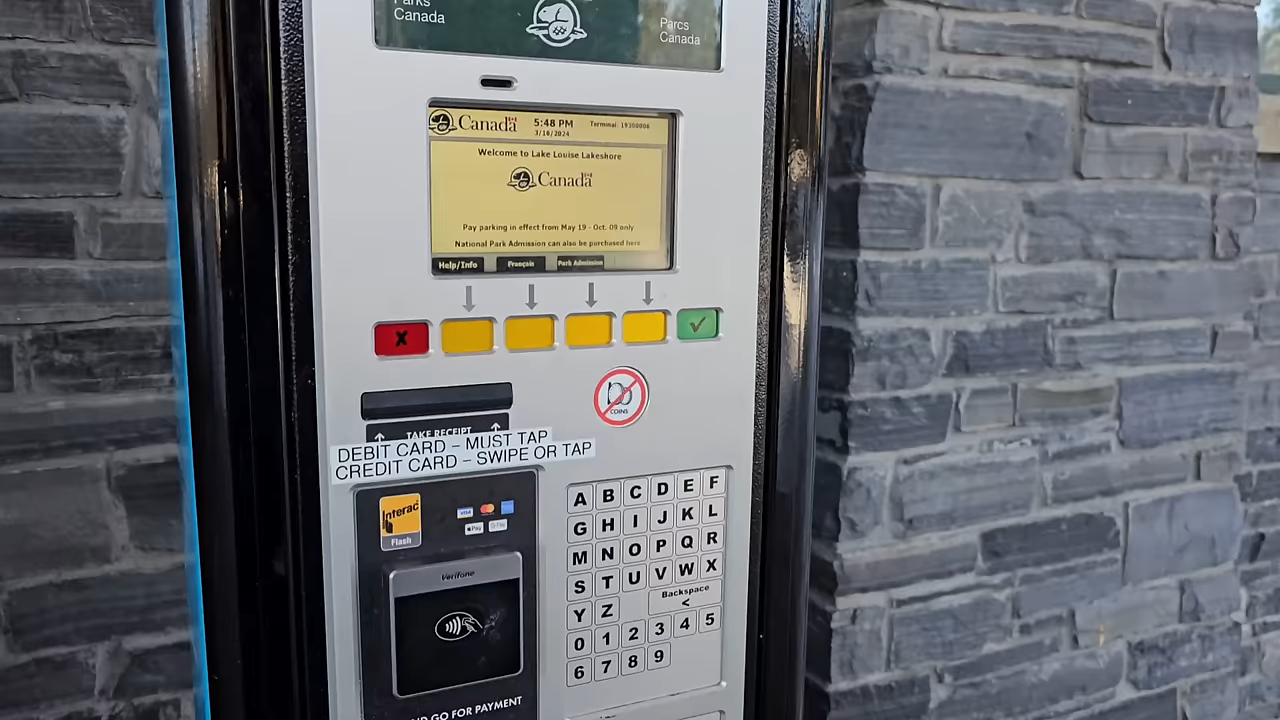 Parks
Canada
Parcs
Canada
Canada
5:48 PM
3/10/2024
Terminal: 19300006
Welcome to Lake Louise Lakeshore
Canada
Pay parking in effect from May 19 - Oct. 09 only
National Park Admission can also be purchased here
Help/Info
Français
Park Admission
X
COINS
TAKE RECEIPT
DEBIT CARD – MUST TAP
CREDIT CARD – SWIPE OR TAP
Interac
Flash
VISA
Pay
G Pay
Verifone
GO FOR PAYMENT
A B C D E F
G H I J K L
M N O P Q R
S T U V W X
Y Z Backspace
<
0 1 2 3 4 5
6 7 8 9